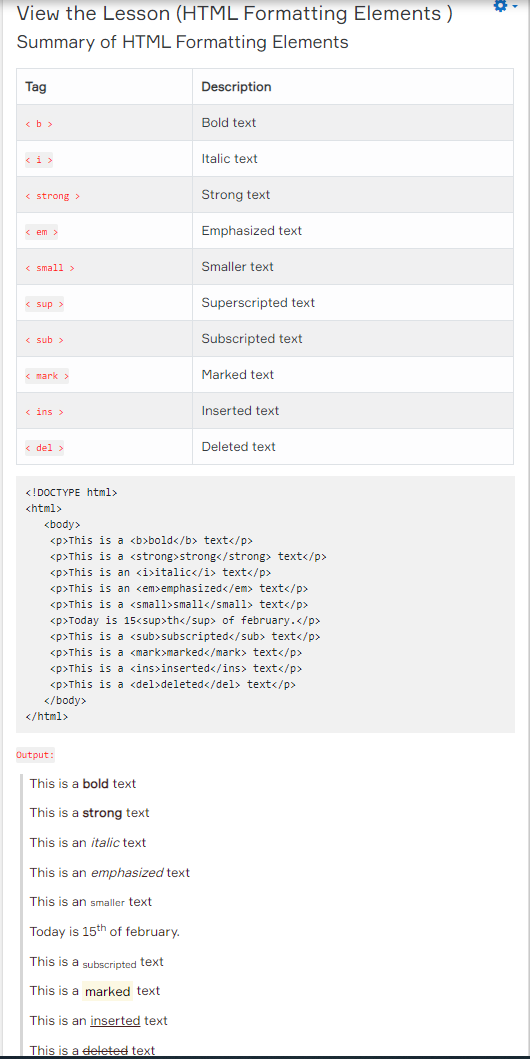 View the Lesson (HTML Formatting Elements )
Summary of HTML Formatting Elements
Tag Description
< b > Bold text
< i > Italic text
< strong > Strong text
< em > Emphasized text
< small > Smaller text
< sup > Superscripted text
< sub > Subscripted text
< mark > Marked text
< ins > Inserted text
< del > Deleted text
<!DOCTYPE html>
<html>
<body>
<p>This is a <b>bold</b> text</p>
<p>This is a <strong>strong</strong> text</p>
<p>This is an <i>italic</i> text</p>
<p>This is an <em>emphasized</em> text</p>
<p>This is a <small>small</small> text</p>
<p>Today is 15<sup>th</sup> of february.</p>
<p>This is a <sub>subscripted</sub> text</p>
<p>This is a <mark>marked</mark> text</p>
<p>This is a <ins>inserted</ins> text</p>
<p>This is a <del>deleted</del> text</p>
</body>
</html>
Output:
This is a bold text
This is a strong text
This is an italic text
This is an emphasized text
This is an smaller text
Today is 15th of february.
This is a subscripted text
This is a marked text
This is an inserted text
This is a deleted text